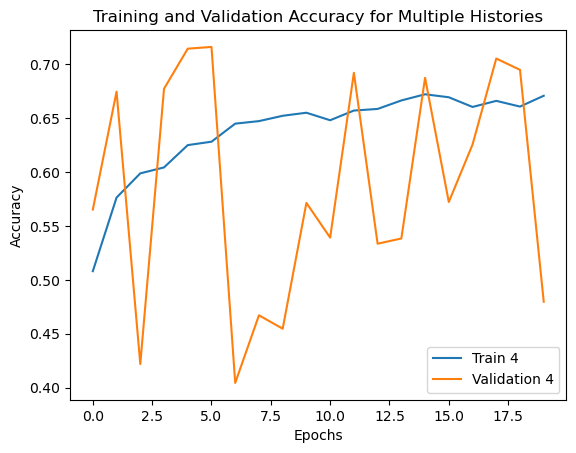 Training and Validation Accuracy for Multiple Histories
Accuracy
0.70
0.65
0.60
0.55
0.50
0.45
0.40
Train 4
Validation 4
0.0 2.5 5.0 7.5 10.0 12.5 15.0 17.5
Epochs